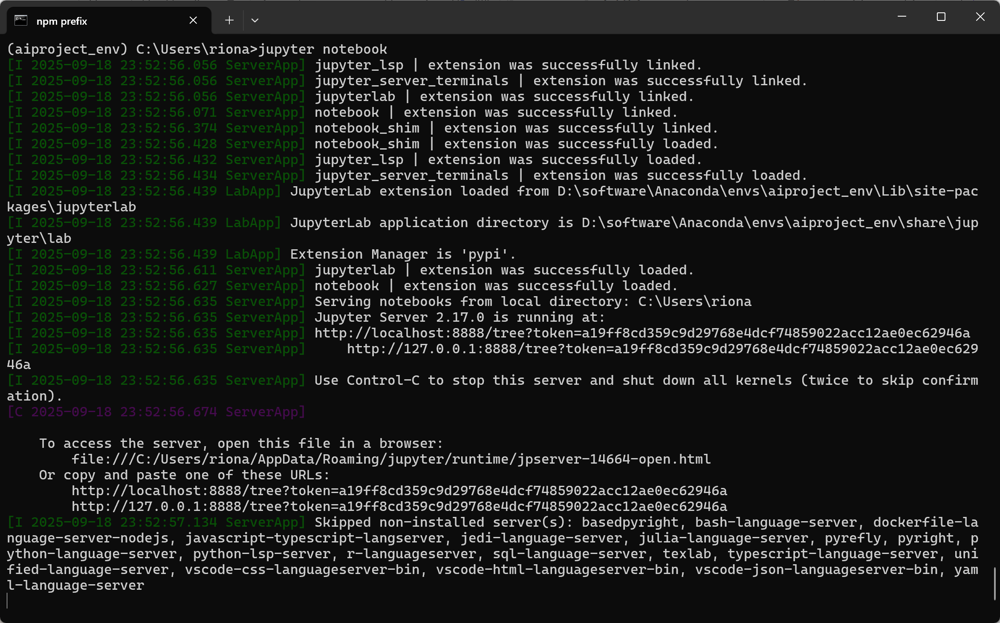 npm prefix
(aiproject_env) C:\Users\riona>jupyter notebook
[I 2025-09-18 23:52:56.056 ServerApp] jupyter_lsp | extension was successfully linked.
[I 2025-09-18 23:52:56.056 ServerApp] jupyter_server_terminals | extension was successfully linked.
[I 2025-09-18 23:52:56.056 ServerApp] jupyterlab | extension was successfully linked.
[I 2025-09-18 23:52:56.071 ServerApp] notebook | extension was successfully linked.
[I 2025-09-18 23:52:56.374 ServerApp] notebook_shim | extension was successfully linked.
[I 2025-09-18 23:52:56.428 ServerApp] notebook_shim | extension was successfully loaded.
[I 2025-09-18 23:52:56.432 ServerApp] jupyter_lsp | extension was successfully loaded.
[I 2025-09-18 23:52:56.434 ServerApp] jupyter_server_terminals | extension was successfully loaded.
[I 2025-09-18 23:52:56.439 LabApp] JupyterLab extension loaded from D:\software\Anaconda\envs\aiproject_env\Lib\site-pac
kages\jupyterlab
[I 2025-09-18 23:52:56.439 LabApp] JupyterLab application directory is D:\software\Anaconda\envs\aiproject_env\share\jup
yter\lab
[I 2025-09-18 23:52:56.439 LabApp] Extension Manager is 'pypi'.
[I 2025-09-18 23:52:56.611 ServerApp] jupyterlab | extension was successfully loaded.
[I 2025-09-18 23:52:56.627 ServerApp] notebook | extension was successfully loaded.
[I 2025-09-18 23:52:56.635 ServerApp] Serving notebooks from local directory: C:\Users\riona
[I 2025-09-18 23:52:56.635 ServerApp] Jupyter Server 2.17.0 is running at:
[I 2025-09-18 23:52:56.635 ServerApp] http://localhost:8888/tree?token=a19ff8cd359c9d29768e4dcf74859022acc12ae0ec62946a
[I 2025-09-18 23:52:56.635 ServerApp]     http://127.0.0.1:8888/tree?token=a19ff8cd359c9d29768e4dcf74859022acc12ae0ec629
46a
[I 2025-09-18 23:52:56.635 ServerApp] Use Control-C to stop this server and shut down all kernels (twice to skip confirm
ation).
[C 2025-09-18 23:52:56.674 ServerApp]
    To access the server, open this file in a browser:
        file:///C:/Users/riona/AppData/Roaming/jupyter/runtime/jpserver-14664-open.html
    Or copy and paste one of these URLs:
        http://localhost:8888/tree?token=a19ff8cd359c9d29768e4dcf74859022acc12ae0ec62946a
        http://127.0.0.1:8888/tree?token=a19ff8cd359c9d29768e4dcf74859022acc12ae0ec62946a
[I 2025-09-18 23:52:57.134 ServerApp] Skipped non-installed server(s): basedpyright, bash-language-server, dockerfile-la
nguage-server-nodejs, javascript-typescript-langserver, jedi-language-server, julia-language-server, pyrefly, pyright, p
ython-language-server, python-lsp-server, r-languageserver, sql-language-server, texlab, typescript-language-server, uni
fied-language-server, vscode-css-languageserver-bin, vscode-html-languageserver-bin, vscode-json-languageserver-bin, yam
l-language-server